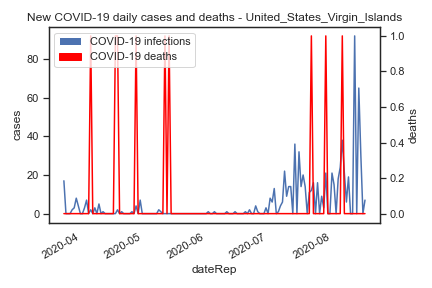 New COVID-19 daily cases and deaths - United_States_Virgin_Islands
COVID-19 infections
COVID-19 deaths
80
60
40
20
0
cases
1.0
0.8
0.6
0.4
0.2
0.0
deaths
2020-04
2020-05
2020-06
2020-07
2020-08
dateRep